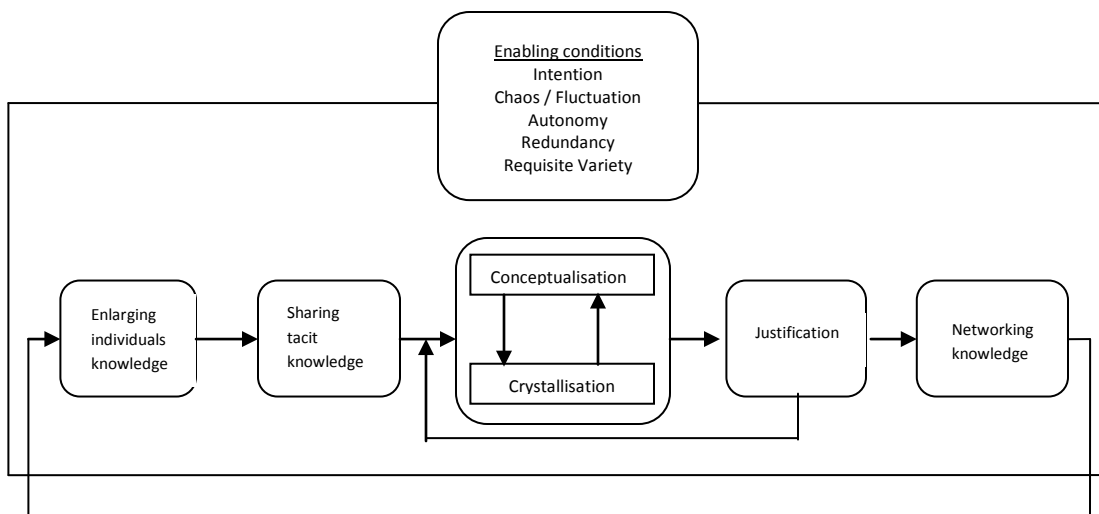 Enabling conditions
Intention
Chaos / Fluctuation
Autonomy
Redundancy
Requisite Variety
Enlarging
individuals
knowledge
Sharing
tacit
knowledge
Conceptualisation
Crystallisation
Justification
Networking
knowledge